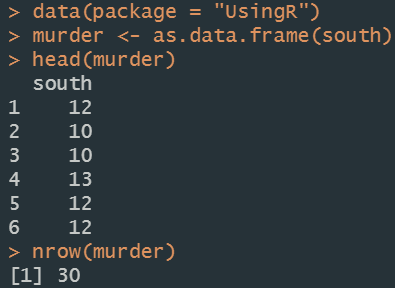 > data(package = "UsingR")
> murder <- as.data.frame(south)
> head(murder)
  south
1    12
2    10
3    10
4    13
5    12
6    12
> nrow(murder)
[1] 30